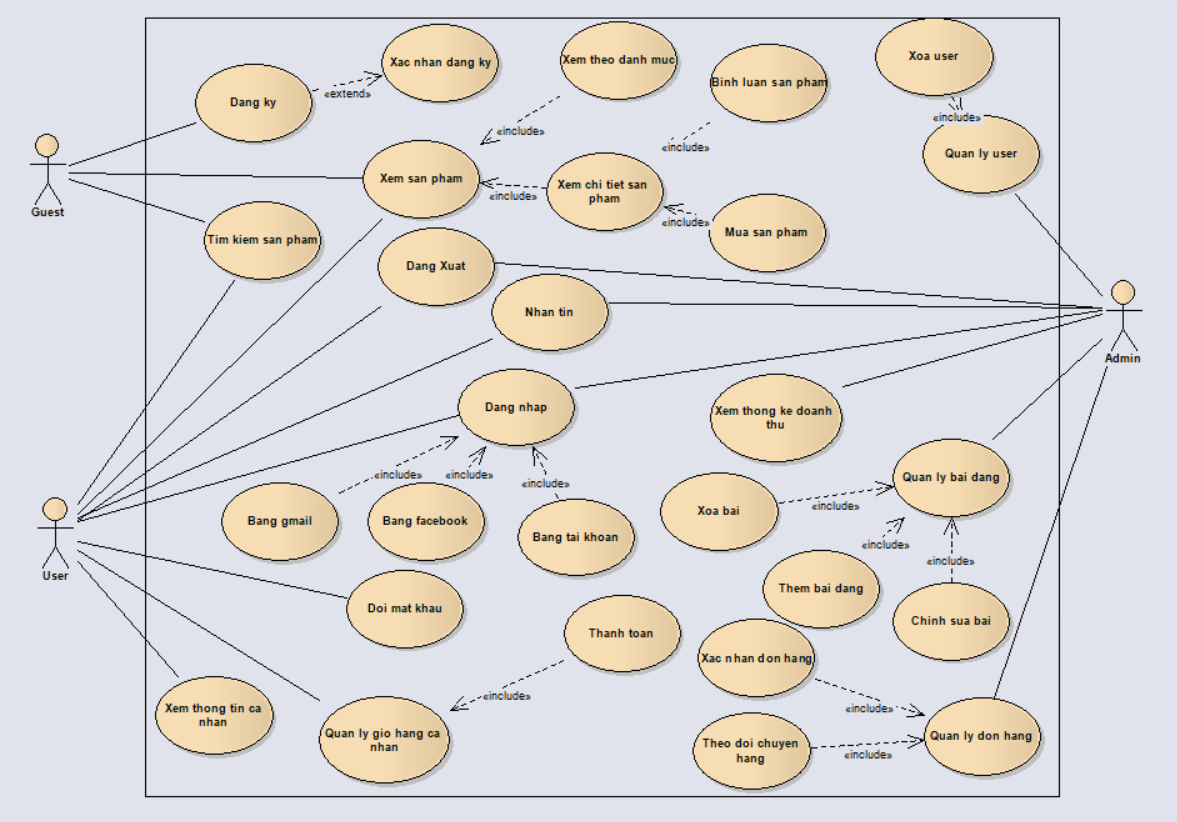 Xac nhan dang ky
Xem theo danh muc
Xoa user
Binh luan san pham
Dang ky
«extend»
«include»
«include»
«include»
Quan ly user
Guest
Xem san pham
«include»
Xem chi tiet san
pham
«include»
Mua san pham
Tim kiem san pham
Dang Xuat
Nhan tin
Admin
Dang nhap
Xem thong ke doanh
thu
«include»
«include»
«include»
Quan ly bai dang
Bang gmail
Bang facebook
Bang tai khoan
Xoa bai
«include»
«include»
«include»
User
Doi mat khau
Them bai dang
Chinh sua bai
Thanh toan
Xac nhan don hang
«include»
«include»
Xem thong tin ca
nhan
Quan ly gio hang ca
nhan
Theo doi chuyen
hang
«include»
Quan ly don hang